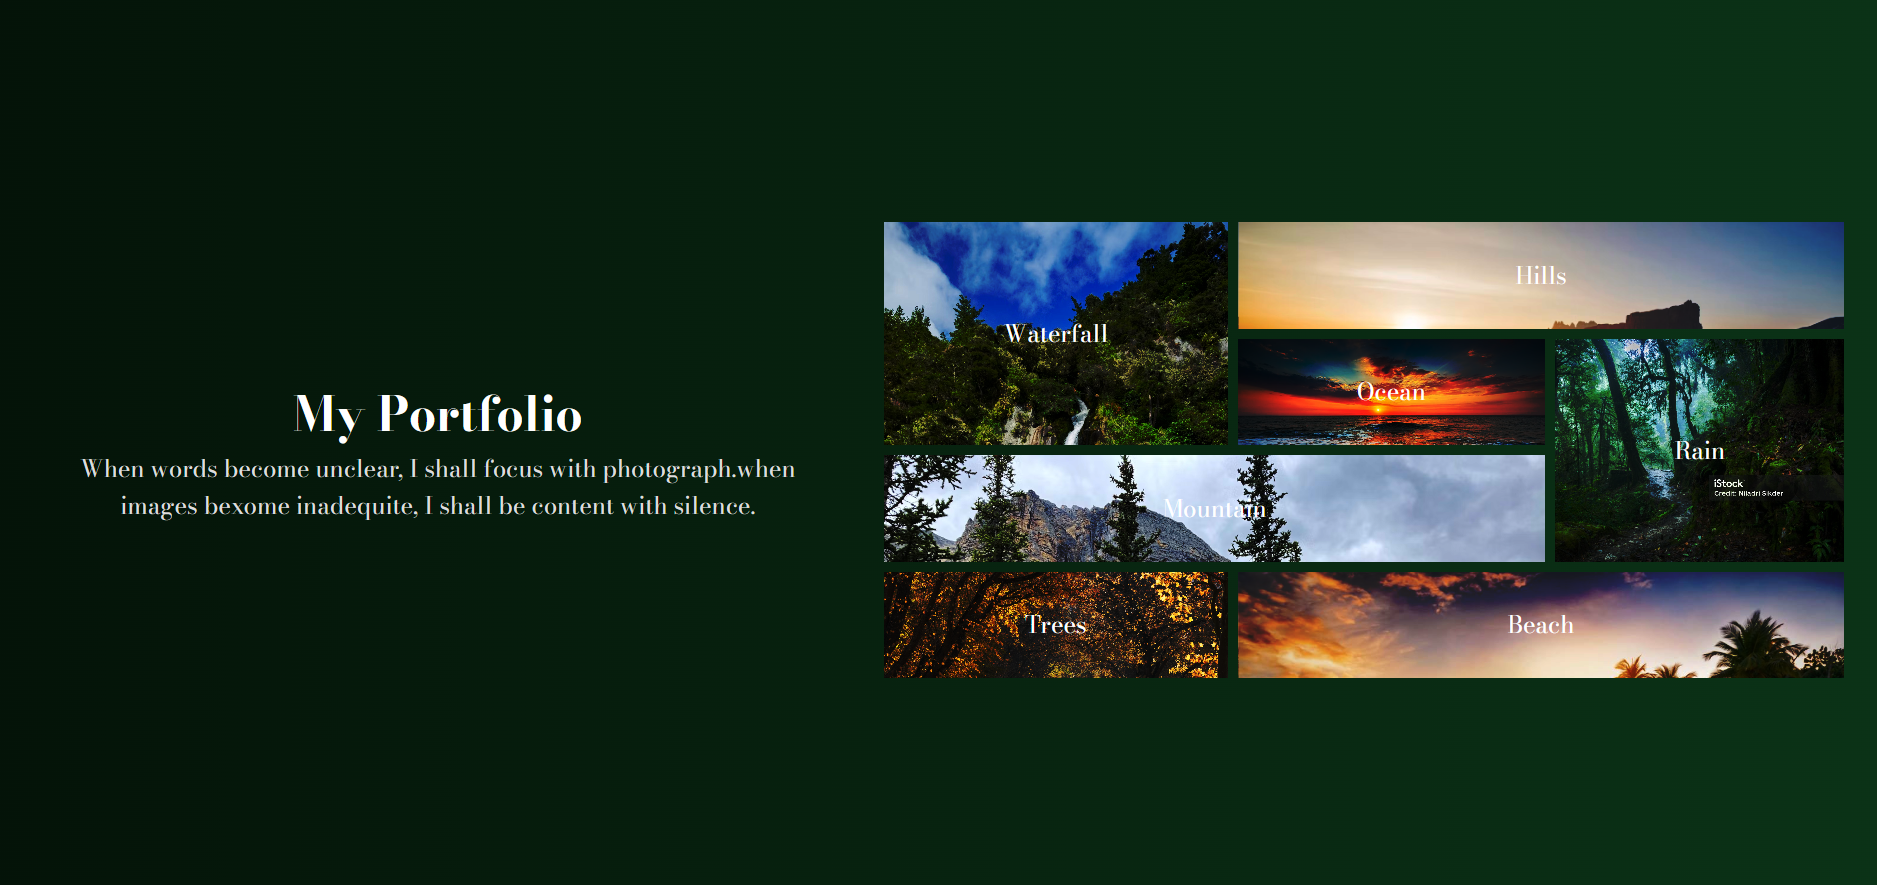 My Portfolio
When words become unclear, I shall focus with photograph.when
images bexome inadequite, I shall be content with silence.
Waterfall
Hills
Ocean
Rain
iStock
Credit: Niladri Sikder
Mountain
Trees
Beach